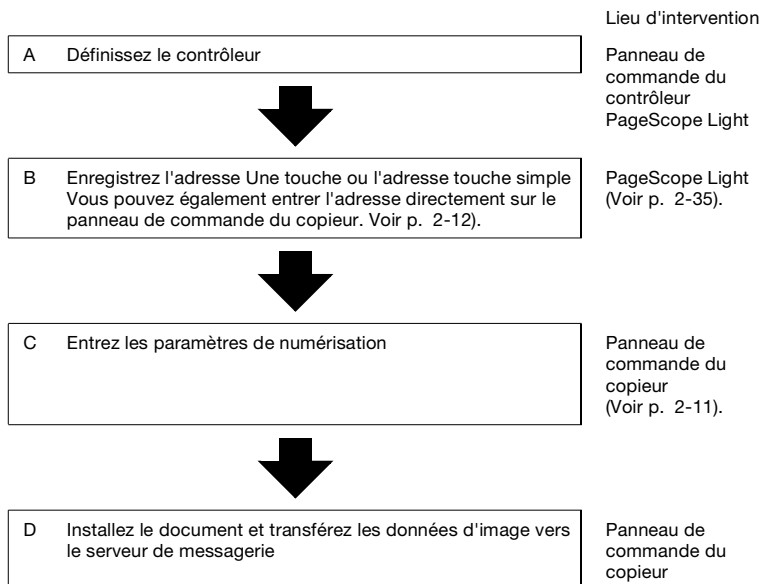 Lieu d'intervention
A Définissez le contrôleur
Panneau de
commande du
contrôleur
PageScope Light
B Enregistrez l'adresse Une touche ou l'adresse touche simple
Vous pouvez également entrer l'adresse directement sur le
panneau de commande du copieur. Voir p. 2-12).
PageScope Light
(Voir p. 2-35).
C Entrez les paramètres de numérisation
Panneau de
commande du
copieur
(Voir p. 2-11).
D Installez le document et transférez les données d'image vers
le serveur de messagerie
Panneau de
commande du
copieur